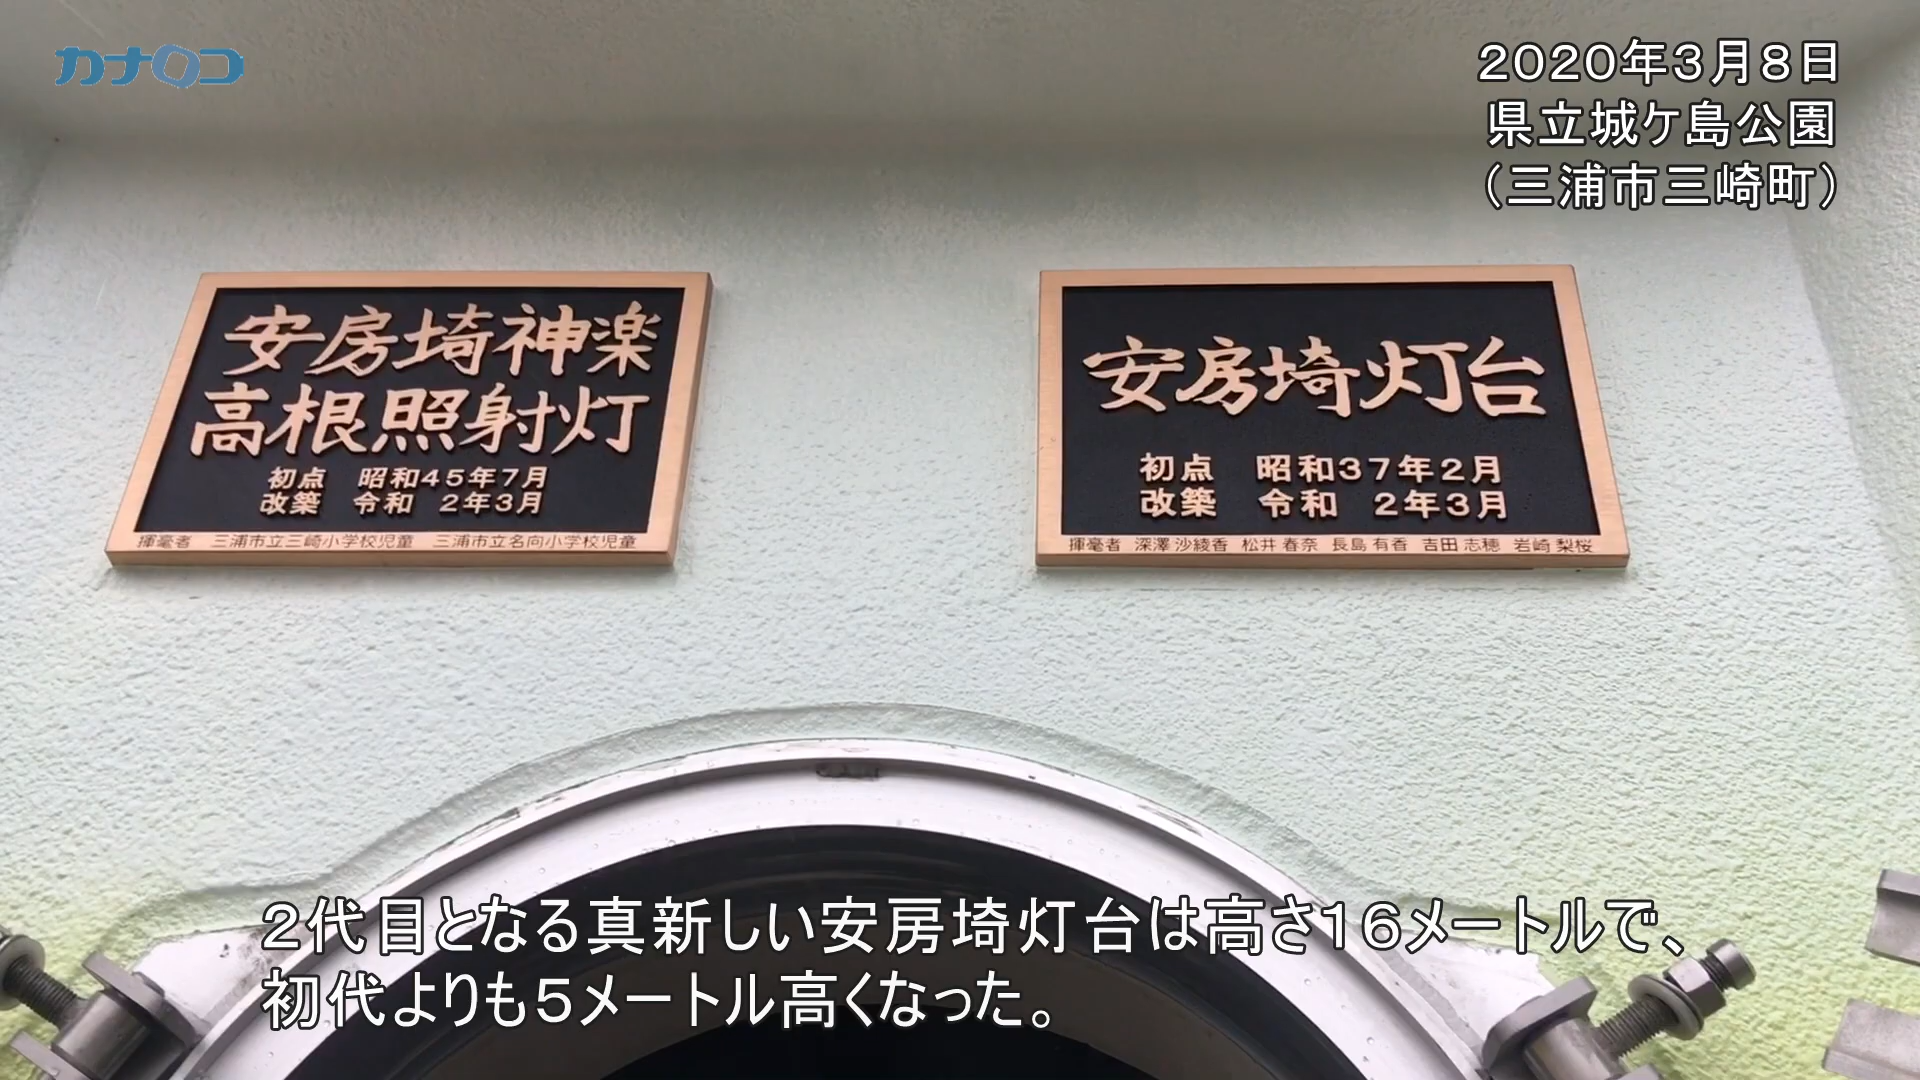 カナロコ
2020年3月8日
県立城ケ島公園
(三浦市三崎町)
安房埼神楽
高根照射灯
初点 昭和45年7月
改築 令和 2年3月
揮毫者 三浦市立三崎小学校児童 三浦市立名向小学校児童
安房埼灯台
初点 昭和37年2月
改築 令和 2年3月
揮毫者 深澤 沙綾香 松井 春奈 長島 有香 吉田 志穂 岩崎 梨桜
2代目となる真新しい安房埼灯台は高さ16メートルで、
初代よりも5メートル高くなった。